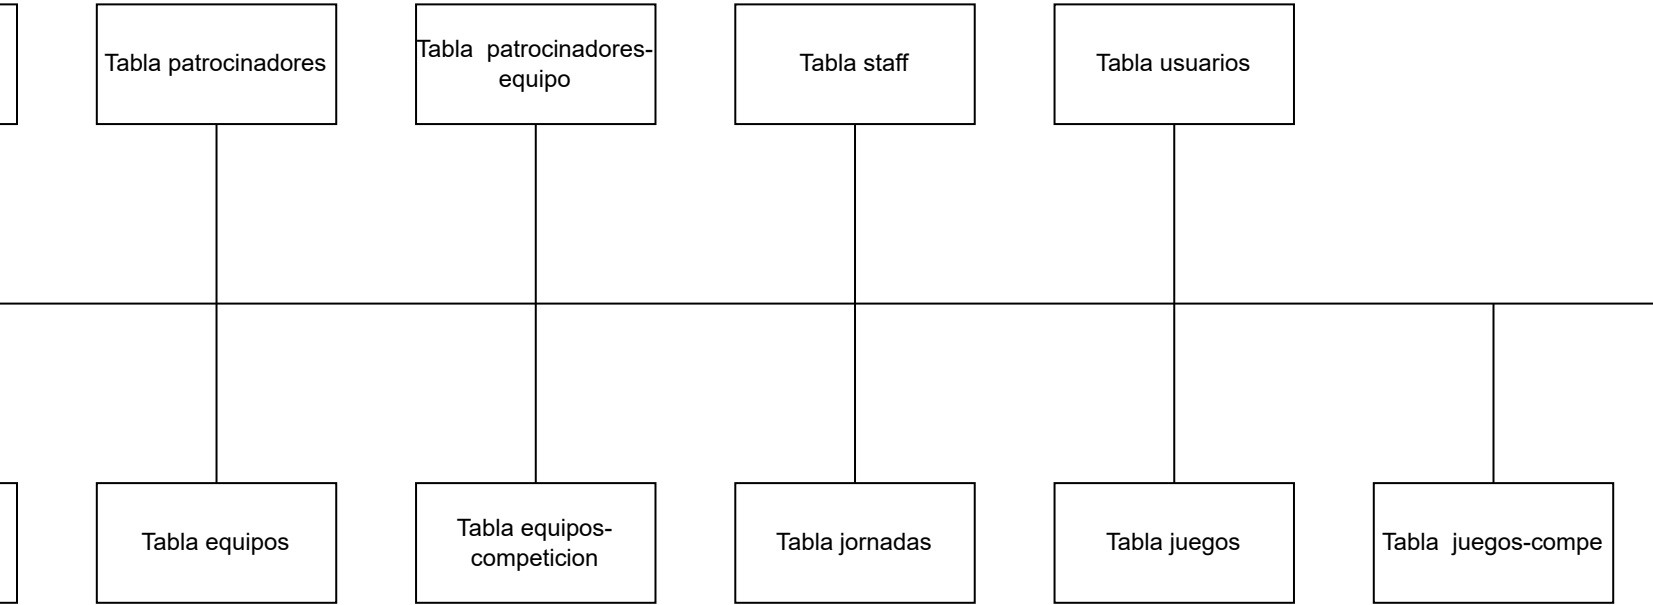 Tabla patrocinadores
Tabla  patrocinadores-
equipo
Tabla staff
Tabla usuarios
Tabla equipos
Tabla equipos-
competicion
Tabla jornadas
Tabla juegos
Tabla  juegos-compe